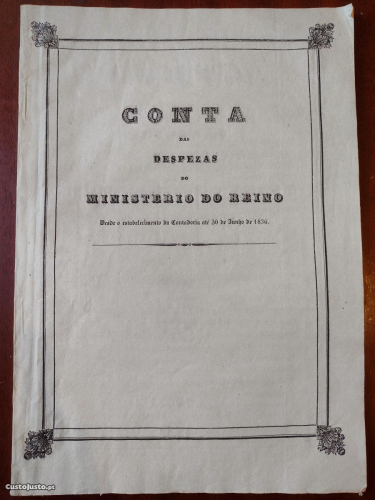 CONTA
DAS
DESPEZAS
DO
MINISTERIO DO REINO
Desde o estabelecimento da Contadoria até 30 de Junho de 1836.
CustoJusto.pt